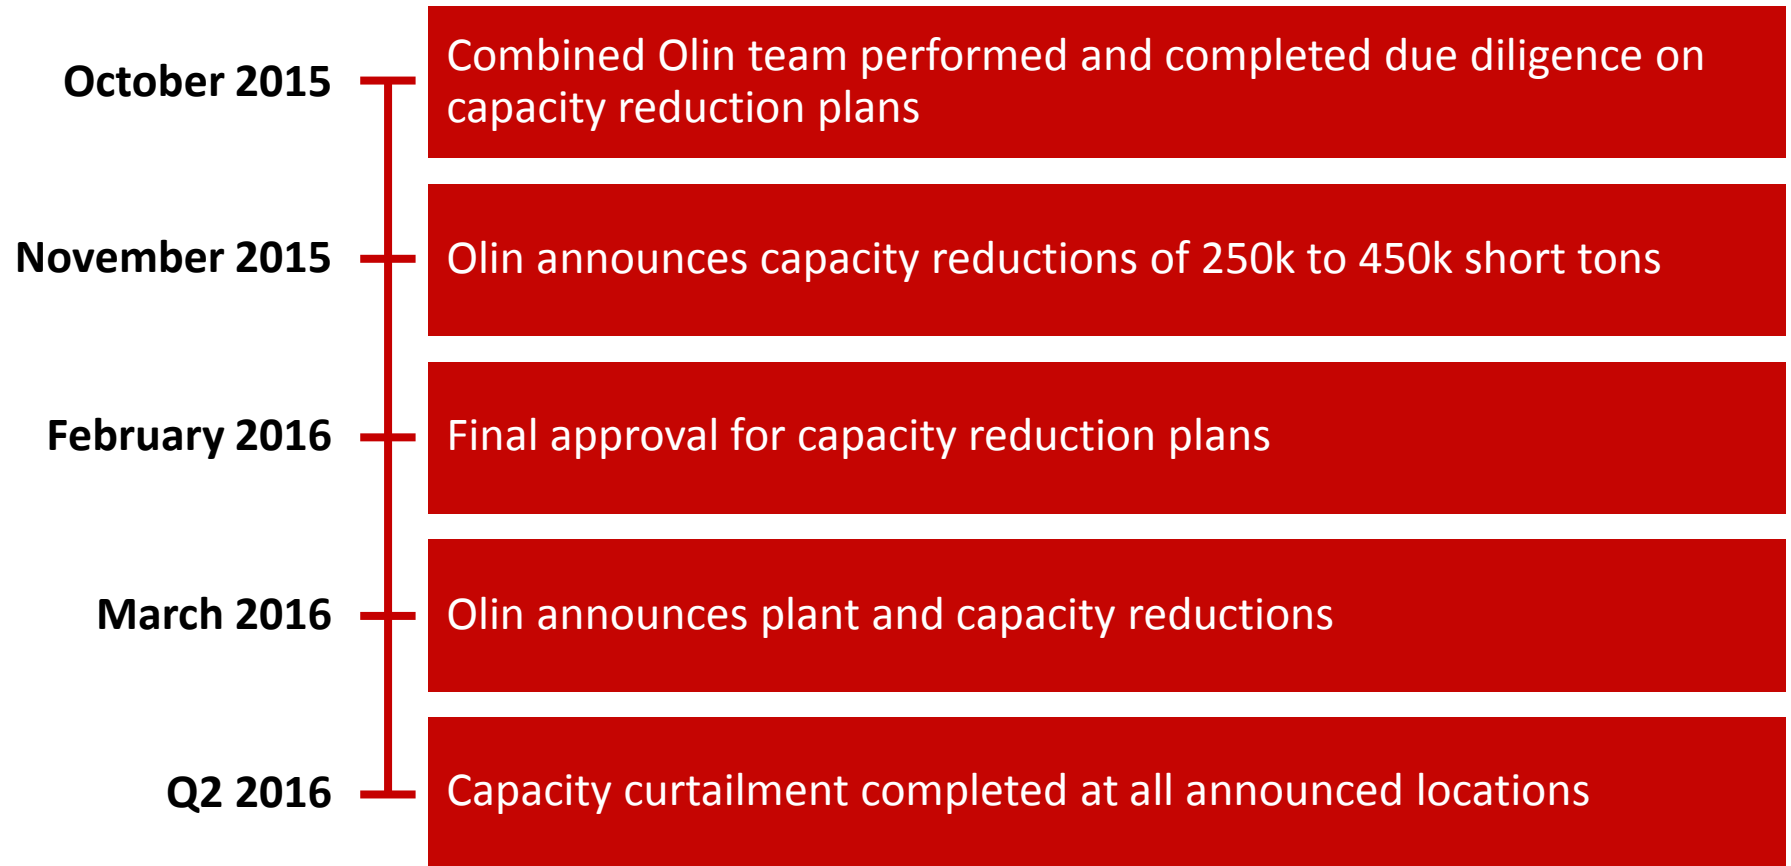 October 2015
Combined Olin team performed and completed due diligence on
capacity reduction plans
November 2015
Olin announces capacity reductions of 250k to 450k short tons
February 2016
Final approval for capacity reduction plans
March 2016
Olin announces plant and capacity reductions
Q2 2016
Capacity curtailment completed at all announced locations